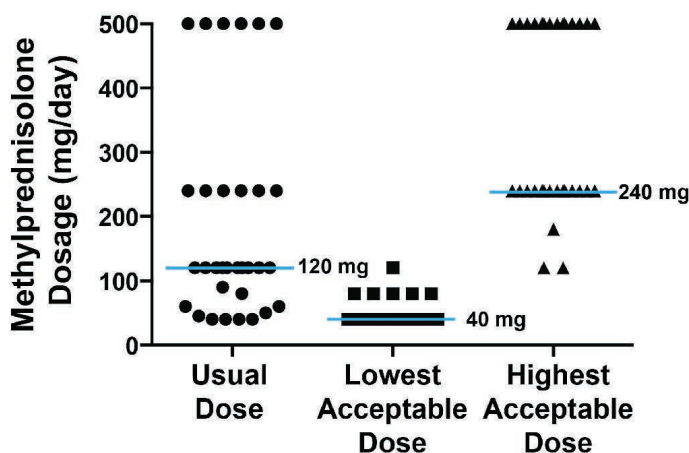 Methylprednisolone
Dosage (mg/day)
500
400
300
200
100
0
120 mg
40 mg
240 mg
Usual
Dose
Lowest
Acceptable
Dose
Highest
Acceptable
Dose